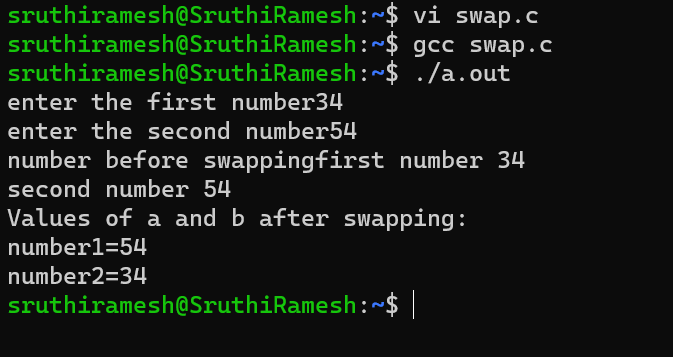 sruthiramesh@SruthiRamesh:~$ vi swap.c
sruthiramesh@SruthiRamesh:~$ gcc swap.c
sruthiramesh@SruthiRamesh:~$ ./a.out
enter the first number34
enter the second number54
number before swappingfirst number 34
second number 54
Values of a and b after swapping:
number1=54
number2=34
sruthiramesh@SruthiRamesh:~$